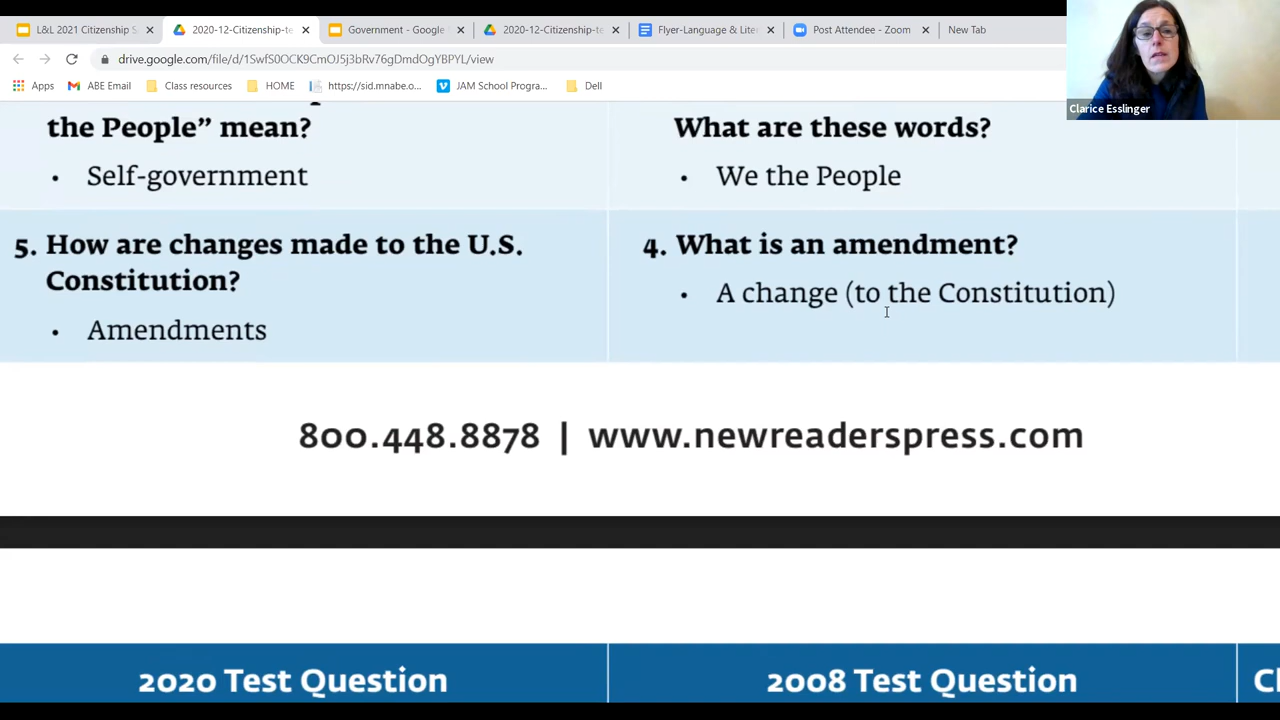 L&L 2021 Citizenship S
2020-12-Citizenship-te
Government - Google
2020-12-Citizenship-te
Flyer-Language & Lite
Post Attendee - Zoom
New Tab
drive.google.com/file/d/1SwfS0OCK9CmOJ5j3bRv76gDmdOgYBPYL/view
Apps
ABE Email
Class resources
HOME
https://sid.mnabe.o...
JAM School Progra...
Dell
Clarice Esslinger
the People” mean?
• Self-government
What are these words?
• We the People
5. How are changes made to the U.S.
Constitution?
• Amendments
4. What is an amendment?
• A change (to the Constitution)
800.448.8878 | www.newreaderspress.com
2020 Test Question
2008 Test Question